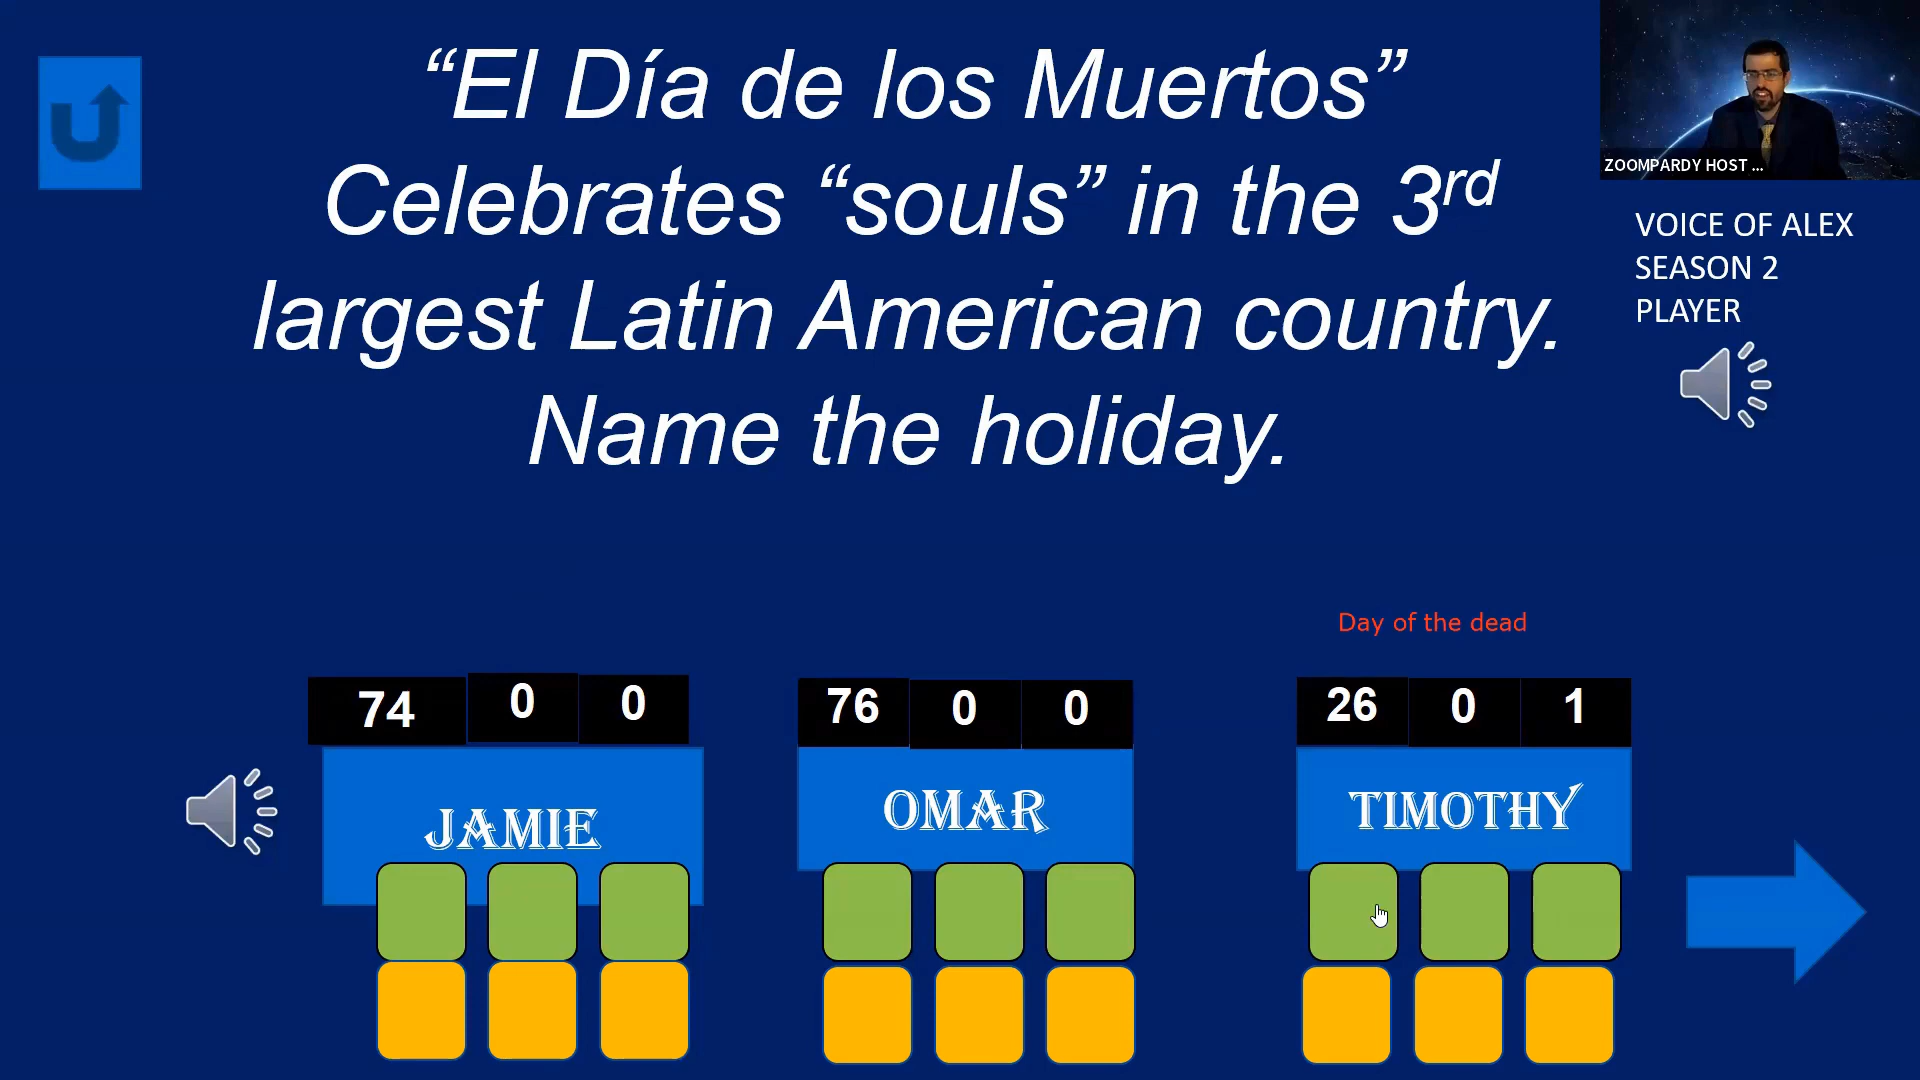 “El Día de los Muertos”
Celebrates “souls” in the 3rd
largest Latin American country.
Name the holiday.
ZOOMPARDY HOST ...
VOICE OF ALEX
SEASON 2
PLAYER
Day of the dead
74 0 0
76 0 0
26 0 1
JAMIE
OMAR
TIMOTHY